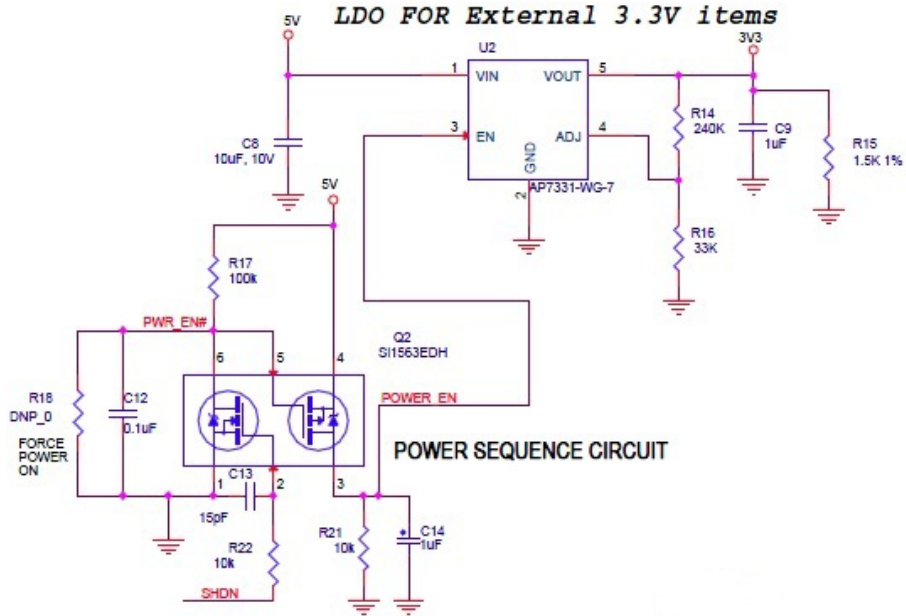 LDO FOR External 3.3V items
5V
3V3
U2
1
VIN
VOUT
5
3
EN
ADJ
4
GND
2
AP7331-WG-7
R14
240K
C9
1uF
R15
1.5K 1%
C8
10uF, 10V
R16
33K
5V
R17
100k
PWR_EN#
Q2
SI1563EDH
6
5
4
POWER_EN
R18
DNP_0
FORCE
POWER
ON
C12
0.1uF
POWER SEQUENCE CIRCUIT
1
C13
2
3
15pF
R22
10k
R21
10k
C14
1uF
SHDN